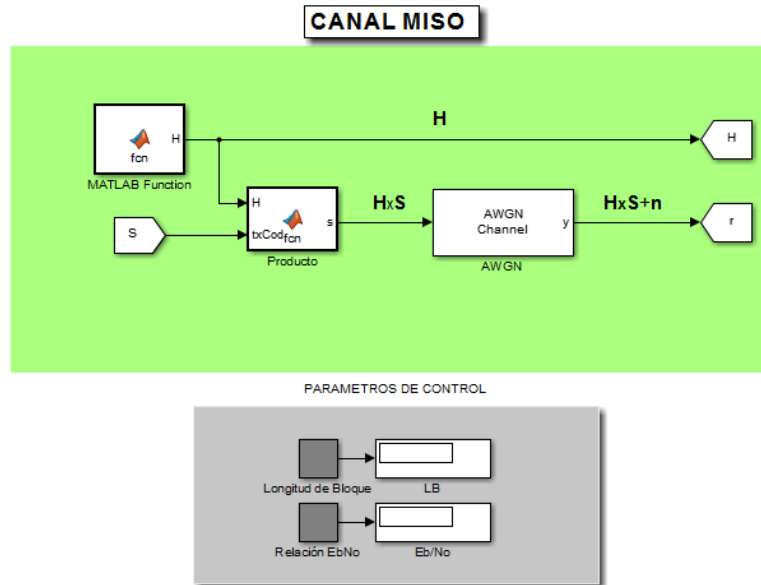 CANAL MISO
H
H
fcn
MATLAB Function
H
H
txCod
fcn
s
Producto
S
HxS
AWGN
Channel
y
AWGN
HxS+n
r
PARAMETROS DE CONTROL
Longitud de Bloque
LB
Relación EbNo
Eb/No